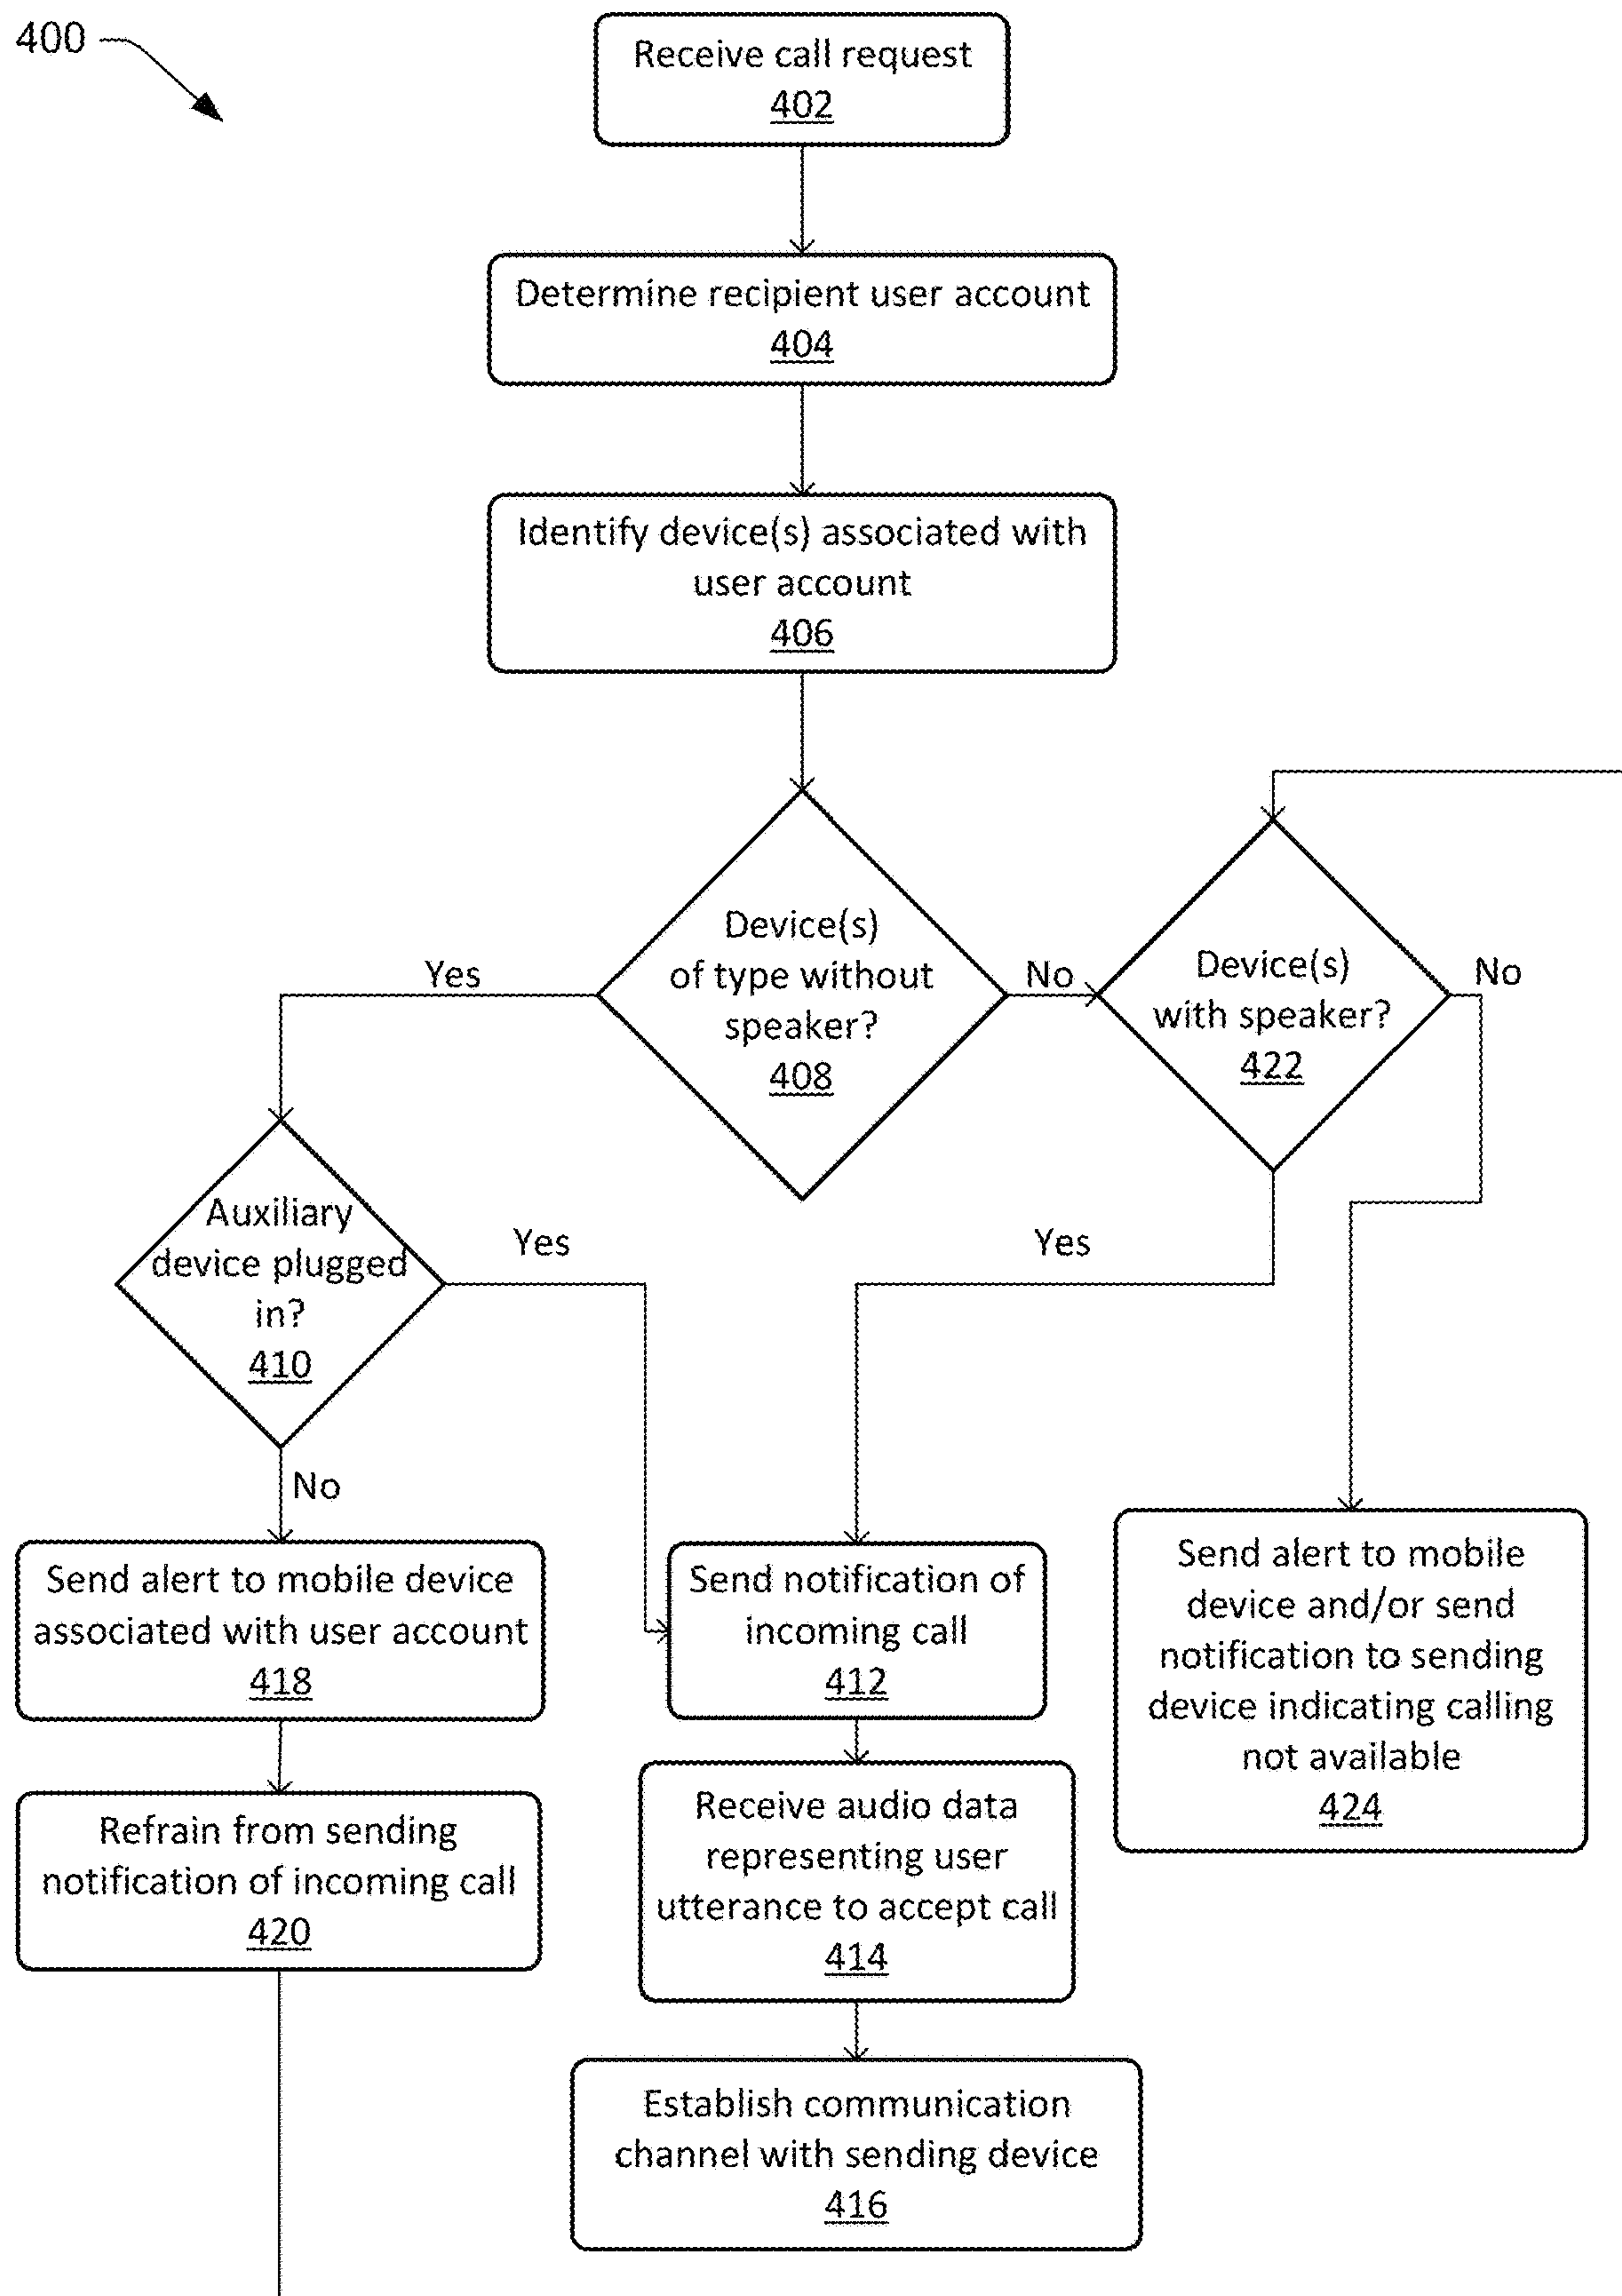 400
Receive call request
402
Determine recipient user account
404
Identify device(s) associated with
user account
406
Device(s)
of type without
speaker?
408
Yes
No
Device(s)
with speaker?
422
No
Yes
Auxiliary
device plugged
in?
410
Yes
No
Send alert to mobile device
associated with user account
418
Refrain from sending
notification of incoming call
420
Send notification of
incoming call
412
Receive audio data
representing user
utterance to accept call
414
Establish communication
channel with sending device
416
Send alert to mobile
device and/or send
notification to sending
device indicating calling
not available
424